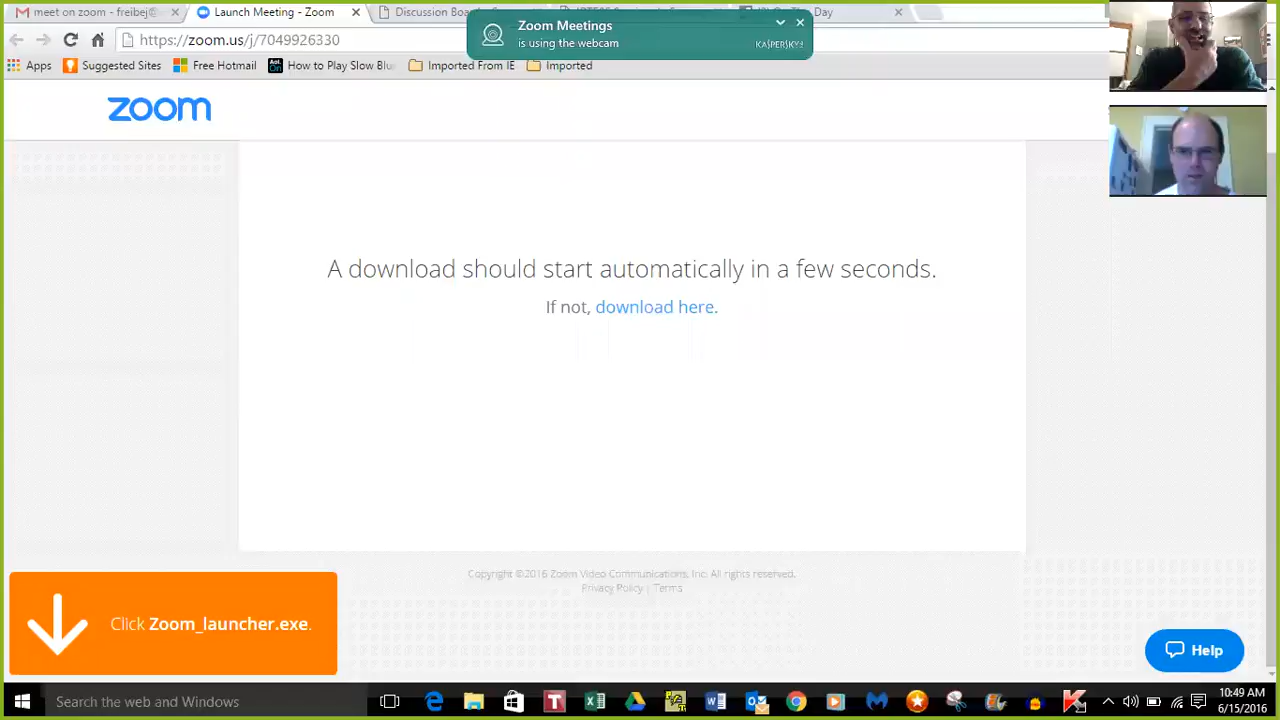 meet on zoom - freibej@
Launch Meeting - Zoom
Discussion Board
The Day
Zoom Meetings
is using the webcam
KASPERSKY
https://zoom.us/j/7049926330
Apps
Suggested Sites
Free Hotmail
How to Play Slow Blu
Imported From IE
Imported
zoom
A download should start automatically in a few seconds.
If not, download here.
Copyright ©2016 Zoom Video Communications, Inc. All rights reserved.
Privacy Policy | Terms
Click Zoom_launcher.exe.
Help
Search the web and Windows
10:49 AM
6/15/2016